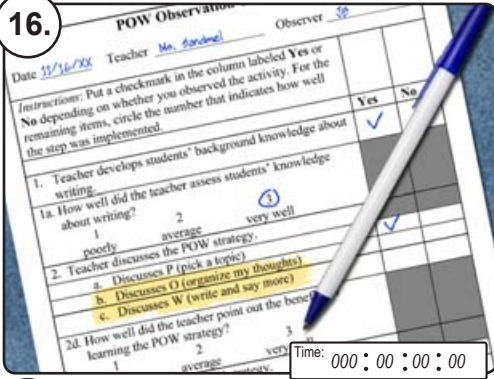 16.
POW Observation
Date 11/16/XX Teacher Ms. Sandmel Observer JB
Instructions: Put a checkmark in the column labeled Yes or
No depending on whether you observed the activity. For the
remaining items, circle the number that indicates how well
the step was implemented.
Yes No
1. Teacher develops students' background knowledge about
writing.
1a. How well did the teacher assess students' knowledge
about writing?
1 2 3
poorly average very well
2. Teacher discusses the POW strategy.
a. Discusses P (pick a topic)
b. Discusses O (organize my thoughts)
c. Discusses W (write and say more)
2d. How well did the teacher point out the
learning the POW strategy?
1 2 3
average very
Time: 000 : 00 : 00 : 00